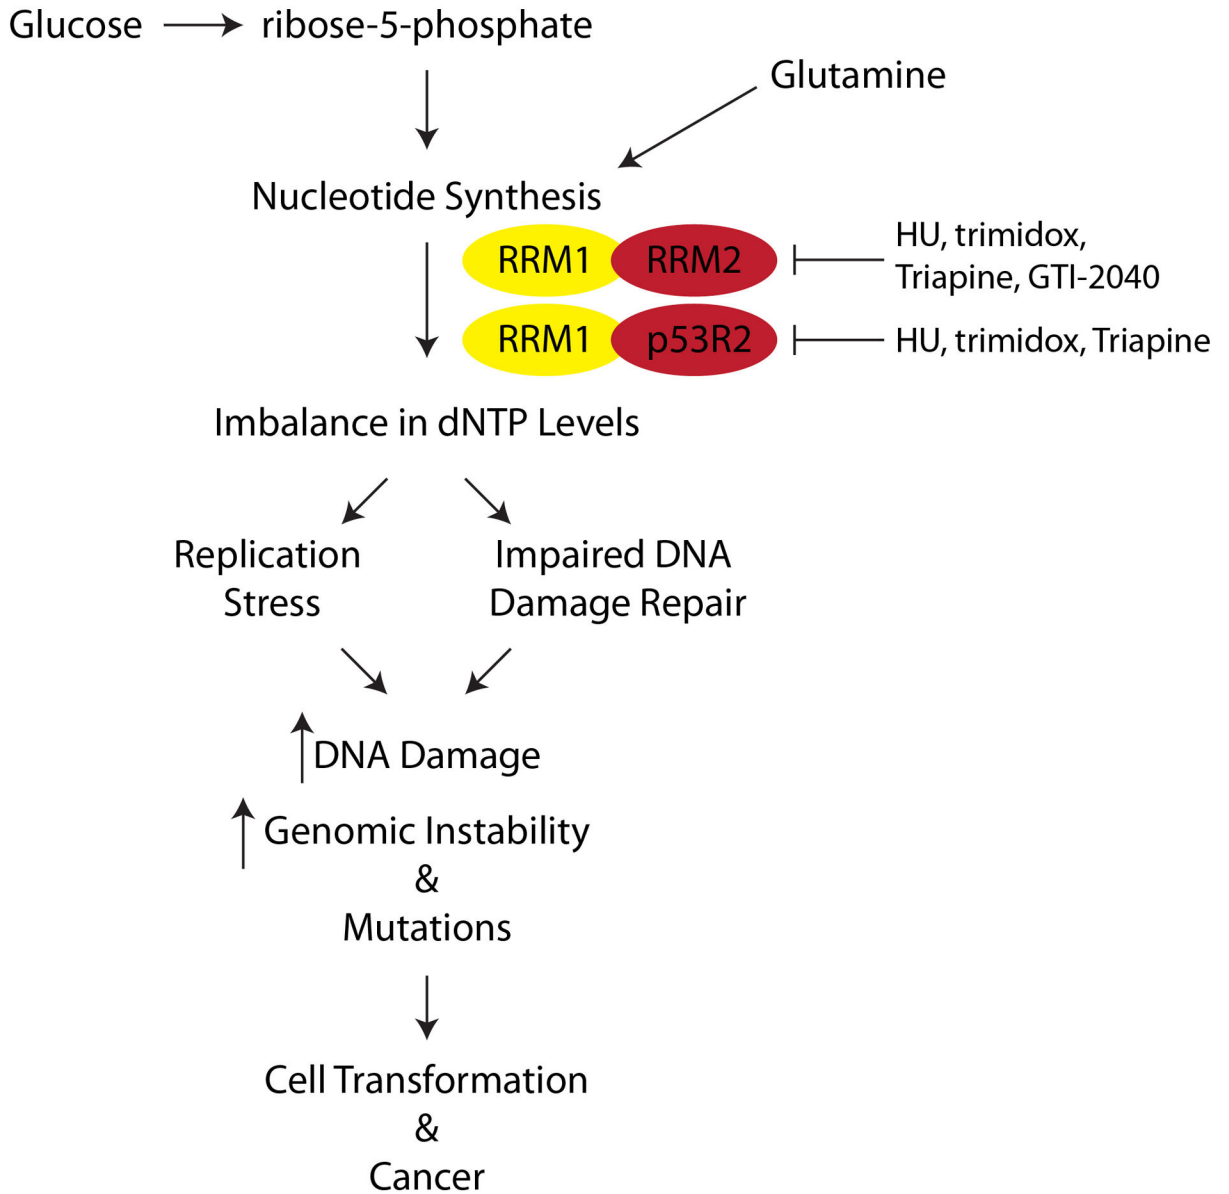 Glucose ribose-5-phosphate
Glutamine
Nucleotide Synthesis
RRM1 RRM2
HU, trimidox,
Triapine, GTI-2040
RRM1 p53R2
HU, trimidox, Triapine
Imbalance in dNTP Levels
Replication
Stress
Impaired DNA
Damage Repair
DNA Damage
Genomic Instability
&
Mutations
Cell Transformation
&
Cancer